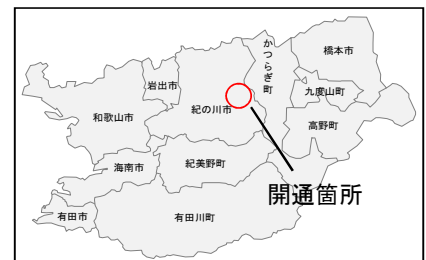 橋本市
かつらぎ町
岩出市
九度山町
紀の川市
和歌山市
高野町
海南市
紀美野町
開通箇所
有田市
有田川町